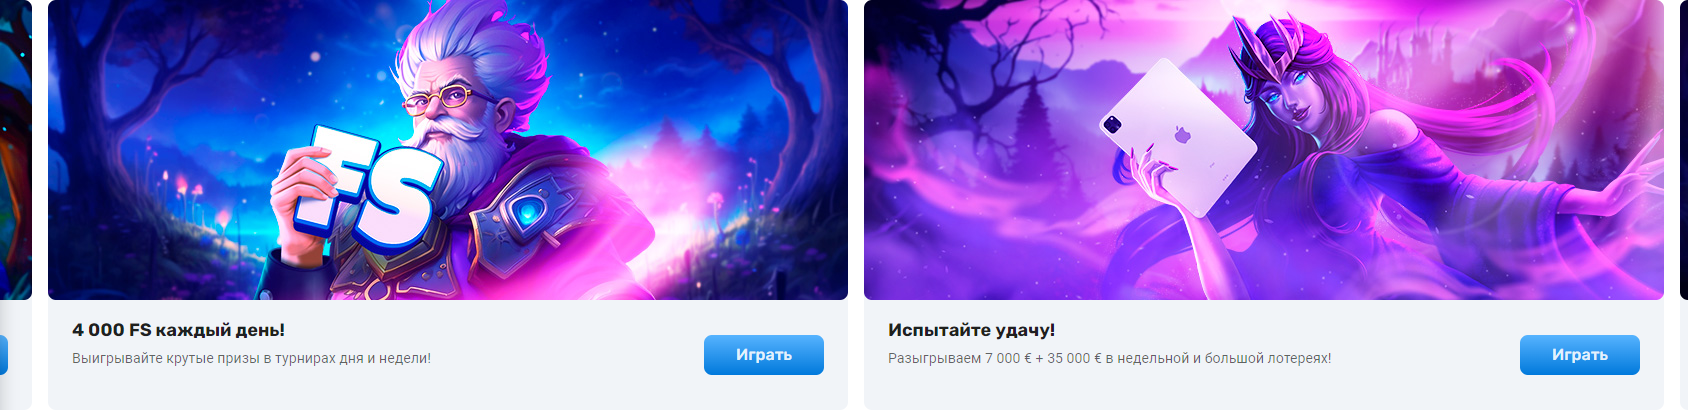 FS
4 000 FS каждый день!
Выигрывайте крутые призы в турнирах дня и недели!
Играть
Испытайте удачу!
Разыгрываем 7 000 € + 35 000 € в недельной и большой лотереях!
Играть